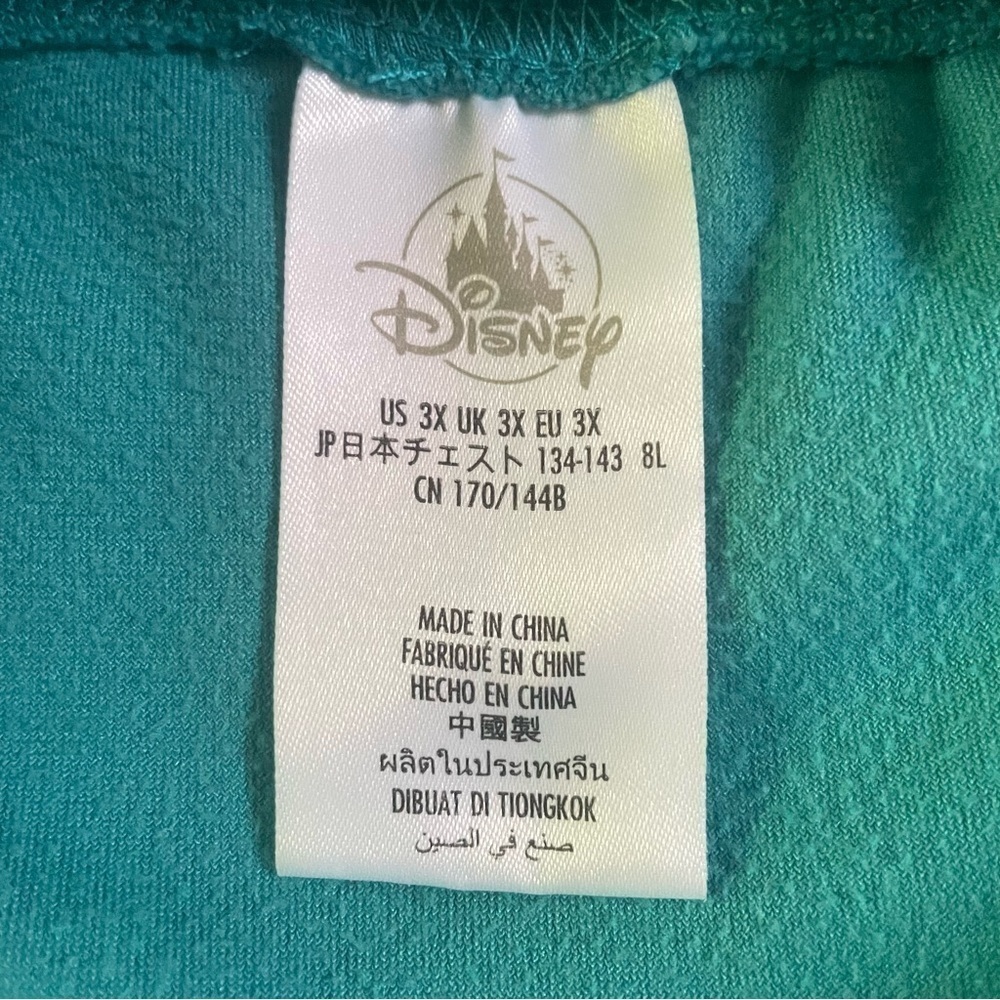 DISNEY
US 3X UK 3X EU 3X
JP日本チェスト 134-143 8L
CN 170/144B
MADE IN CHINA
FABRIQUÉ EN CHINE
HECHO EN CHINA
中國製
ผลิตในประเทศจีน
DIBUAT DI TIONGKOK
صنع في الصين